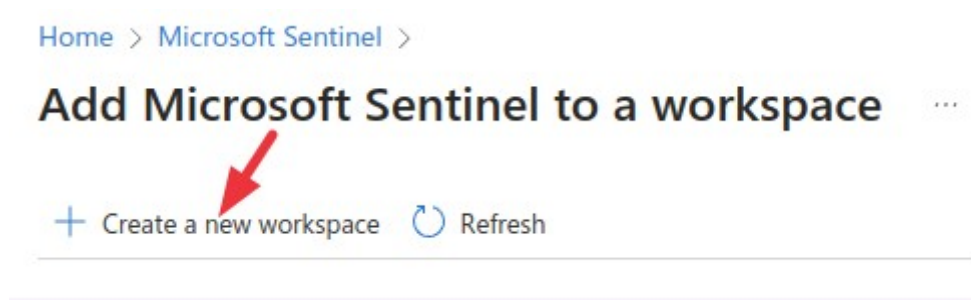 Home > Microsoft Sentinel >
Add Microsoft Sentinel to a workspace ...
+ Create a new workspace Refresh